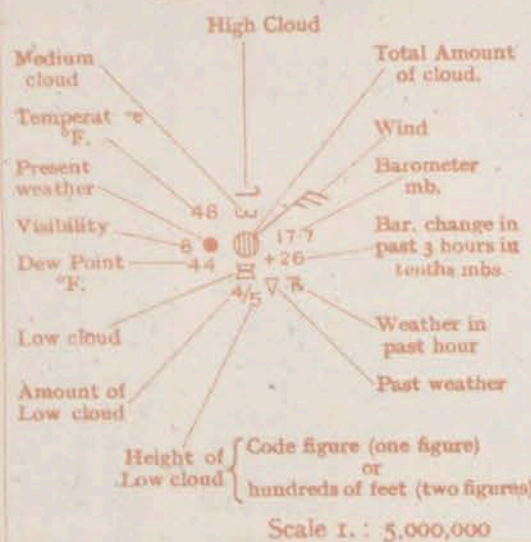 High Cloud
Medium
cloud
Total Amount
of cloud.
°F.
Wind
Present
weather
Barometer
mb.
48
Visibility
6
17·7
Bar. change in
past 3 hours in
tenths mbs.
+26
Dew Point
°F.
44
4/5
Low cloud
Weather in
past hour
Amount of
Low cloud
Past weather
Height of
Low cloud
Code figure (one figure)
or
hundreds of feet (two figures)
Scale 1. : 5,000,000